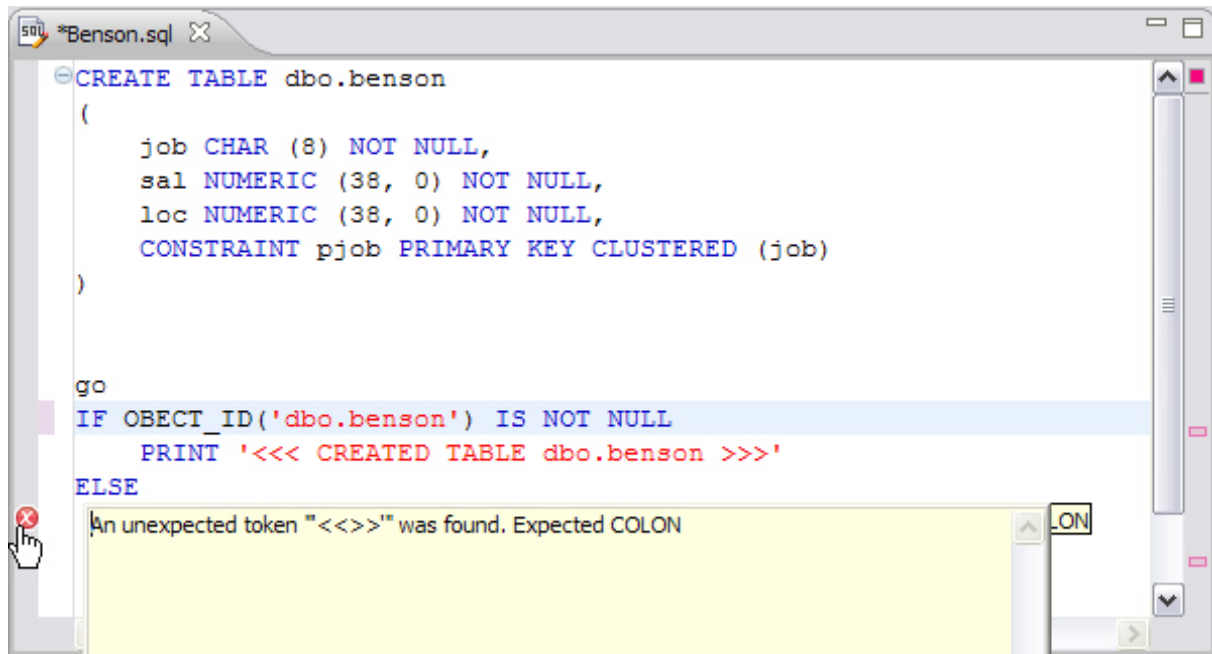 *Benson.sql
CREATE TABLE dbo.benson
(
job CHAR (8) NOT NULL,
sal NUMERIC (38, 0) NOT NULL,
loc NUMERIC (38, 0) NOT NULL,
CONSTRAINT pjob PRIMARY KEY CLUSTERED (job)
)
go
IF OBECT_ID('dbo.benson') IS NOT NULL
PRINT '<<< CREATED TABLE dbo.benson >>>'
ELSE
An unexpected token "'<<>>'" was found. Expected COLON
LON